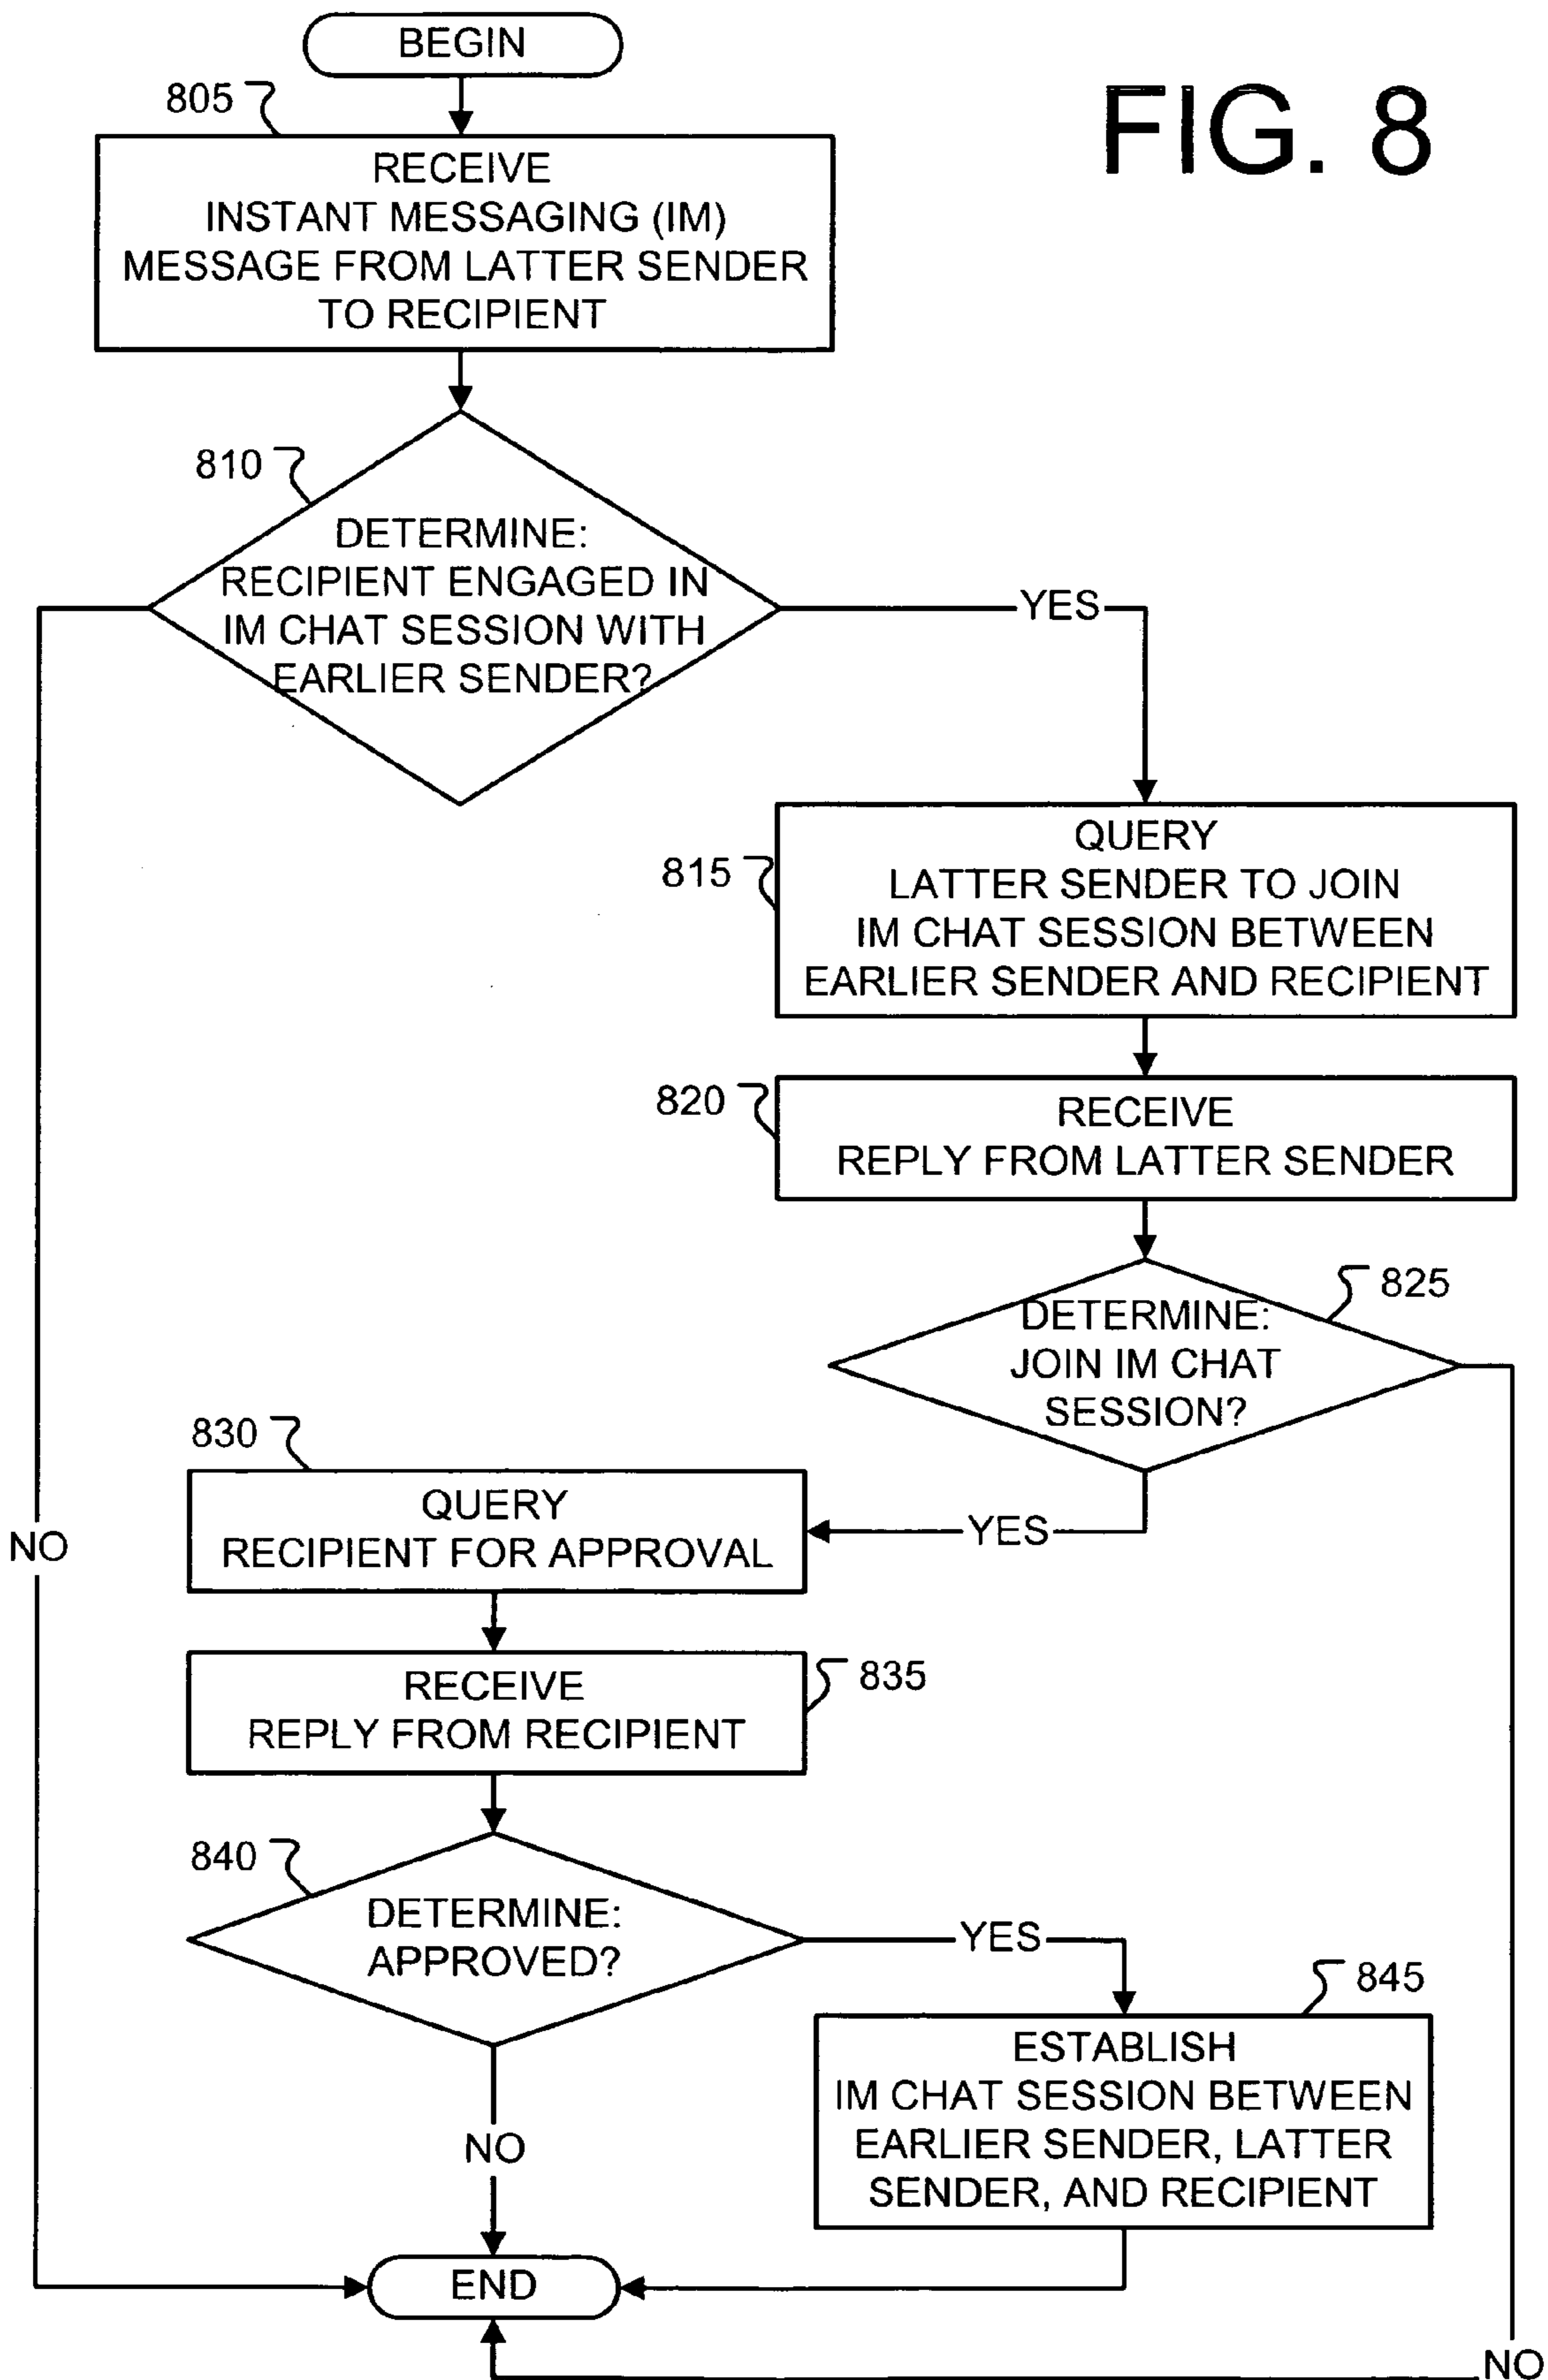 BEGIN
FIG. 8
805
RECEIVE
INSTANT MESSAGING (IM)
MESSAGE FROM LATTER SENDER
TO RECIPIENT
810
DETERMINE:
RECIPIENT ENGAGED IN
IM CHAT SESSION WITH
EARLIER SENDER?
YES
815
QUERY
LATTER SENDER TO JOIN
IM CHAT SESSION BETWEEN
EARLIER SENDER AND RECIPIENT
820
RECEIVE
REPLY FROM LATTER SENDER
825
DETERMINE:
JOIN IM CHAT
SESSION?
YES
830
QUERY
RECIPIENT FOR APPROVAL
NO
835
RECEIVE
REPLY FROM RECIPIENT
840
DETERMINE:
APPROVED?
YES
845
ESTABLISH
IM CHAT SESSION BETWEEN
EARLIER SENDER, LATTER
SENDER, AND RECIPIENT
NO
END
NO